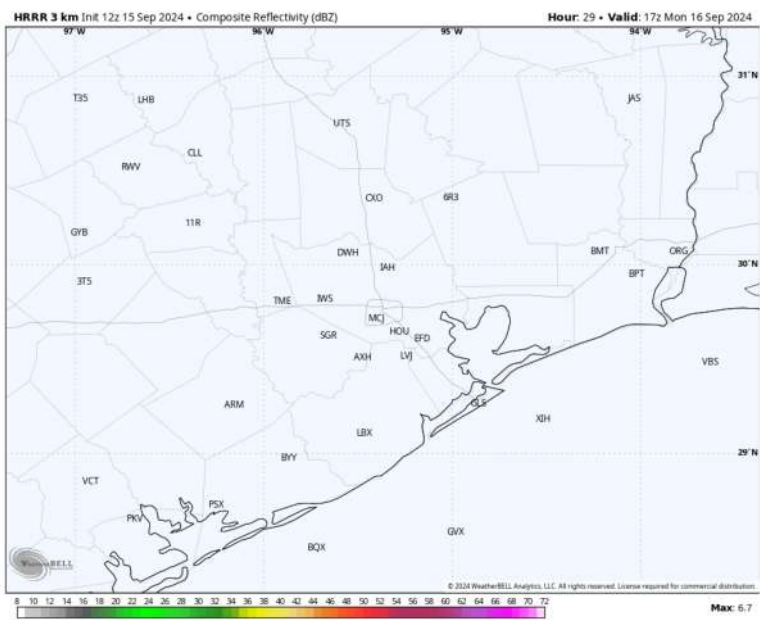 HRRR 3 km Init 12z 15 Sep 2024 • Composite Reflectivity (dBZ) Hour: 29 • Valid: 17z Mon 16 Sep 2024
97°W 96°W 95°W 94°W
31°N
T35 LHB JAS
UTS
CLL
RWV
CXO 6R3
11R
GYB
DWH BMT ORG
IAH 30°N
BPT
3T5
TME IWS
MCJ
SGR HOU EFD
AXH LVJ
VBS
ARM GLS
XIH
LBX
BYY 29°N
VCT
PSX
PKV
GVX
BQX
WEATHERBELL
© 2024 WeatherBELL Analytics, LLC. All rights reserved. License required for commercial distribution.
8 10 12 14 16 18 20 22 24 26 28 30 32 34 36 38 40 42 44 46 48 50 52 54 56 58 60 62 64 66 68 70 72
Max: 6.7